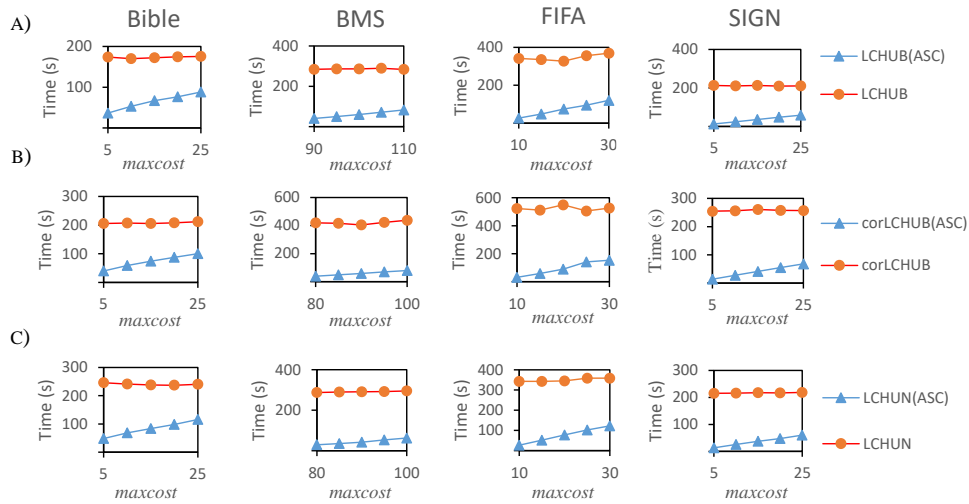 Bible BMS FIFA SIGN
A)
Time (s) 200 100 5 25 maxcost
Time (s) 400 200 90 110 maxcost
Time (s) 400 200 10 30 maxcost
Time (s) 400 200 5 25 maxcost
LCHUB(ASC)
LCHUB
B)
Time (s) 300 200 100 5 25 maxcost
Time (s) 600 400 200 80 100 maxcost
Time (s) 600 400 200 10 30 maxcost
Time (s) 300 200 100 5 25 maxcost
corLCHUB(ASC)
corLCHUB
C)
Time (s) 300 200 100 5 25 maxcost
Time (s) 400 200 80 100 maxcost
Time (s) 400 300 200 100 10 30 maxcost
Time (s) 300 200 100 5 25 maxcost
LCHUN(ASC)
LCHUN